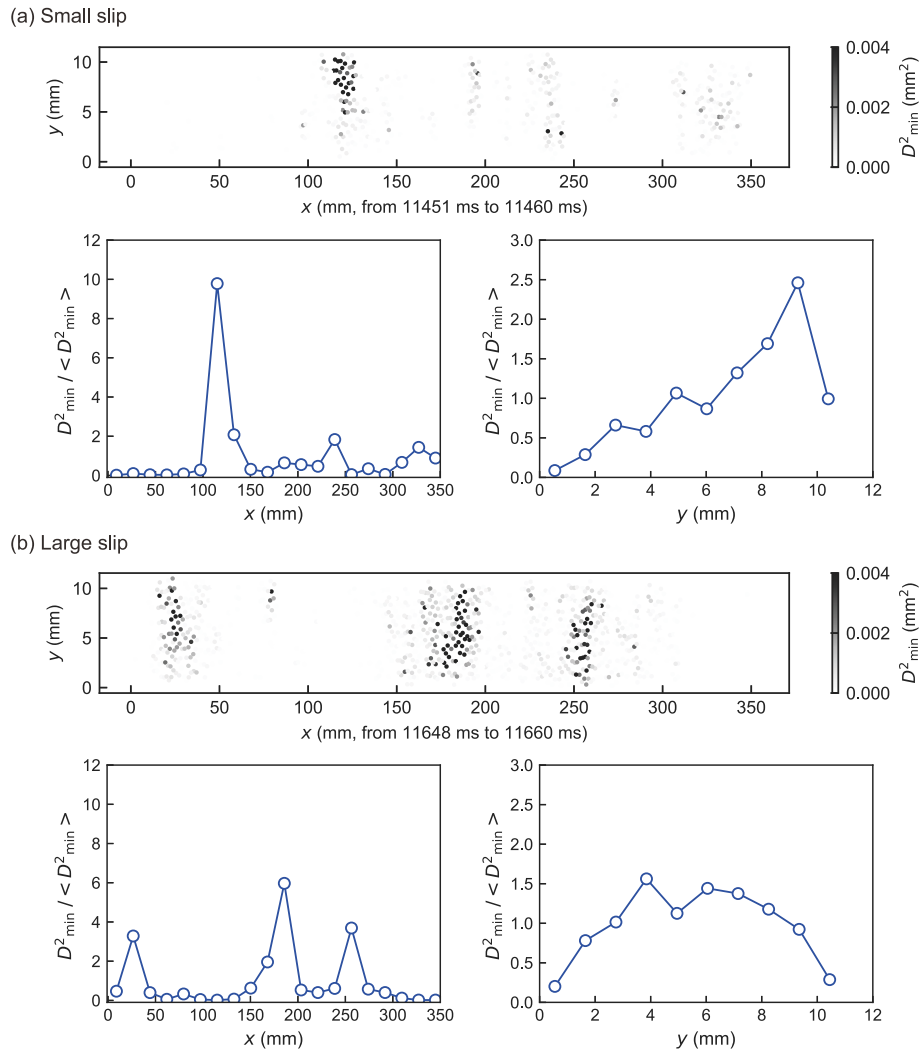 (a) Small slip
10
5
0
y (mm)
0 50 100 150 200 250 300 350
x (mm, from 11451 ms to 11460 ms)
0.004
0.002
0.000
D²min (mm²)
12
10
8
6
4
2
0
D²min / < D²min >
0 50 100 150 200 250 300 350
x (mm)
3.0
2.5
2.0
1.5
1.0
0.5
0.0
D²min / < D²min >
0 2 4 6 8 10 12
y (mm)
(b) Large slip
10
5
0
y (mm)
0 50 100 150 200 250 300 350
x (mm, from 11648 ms to 11660 ms)
0.004
0.002
0.000
D²min (mm²)
12
10
8
6
4
2
0
D²min / < D²min >
0 50 100 150 200 250 300 350
x (mm)
3.0
2.5
2.0
1.5
1.0
0.5
0.0
D²min / < D²min >
0 2 4 6 8 10 12
y (mm)